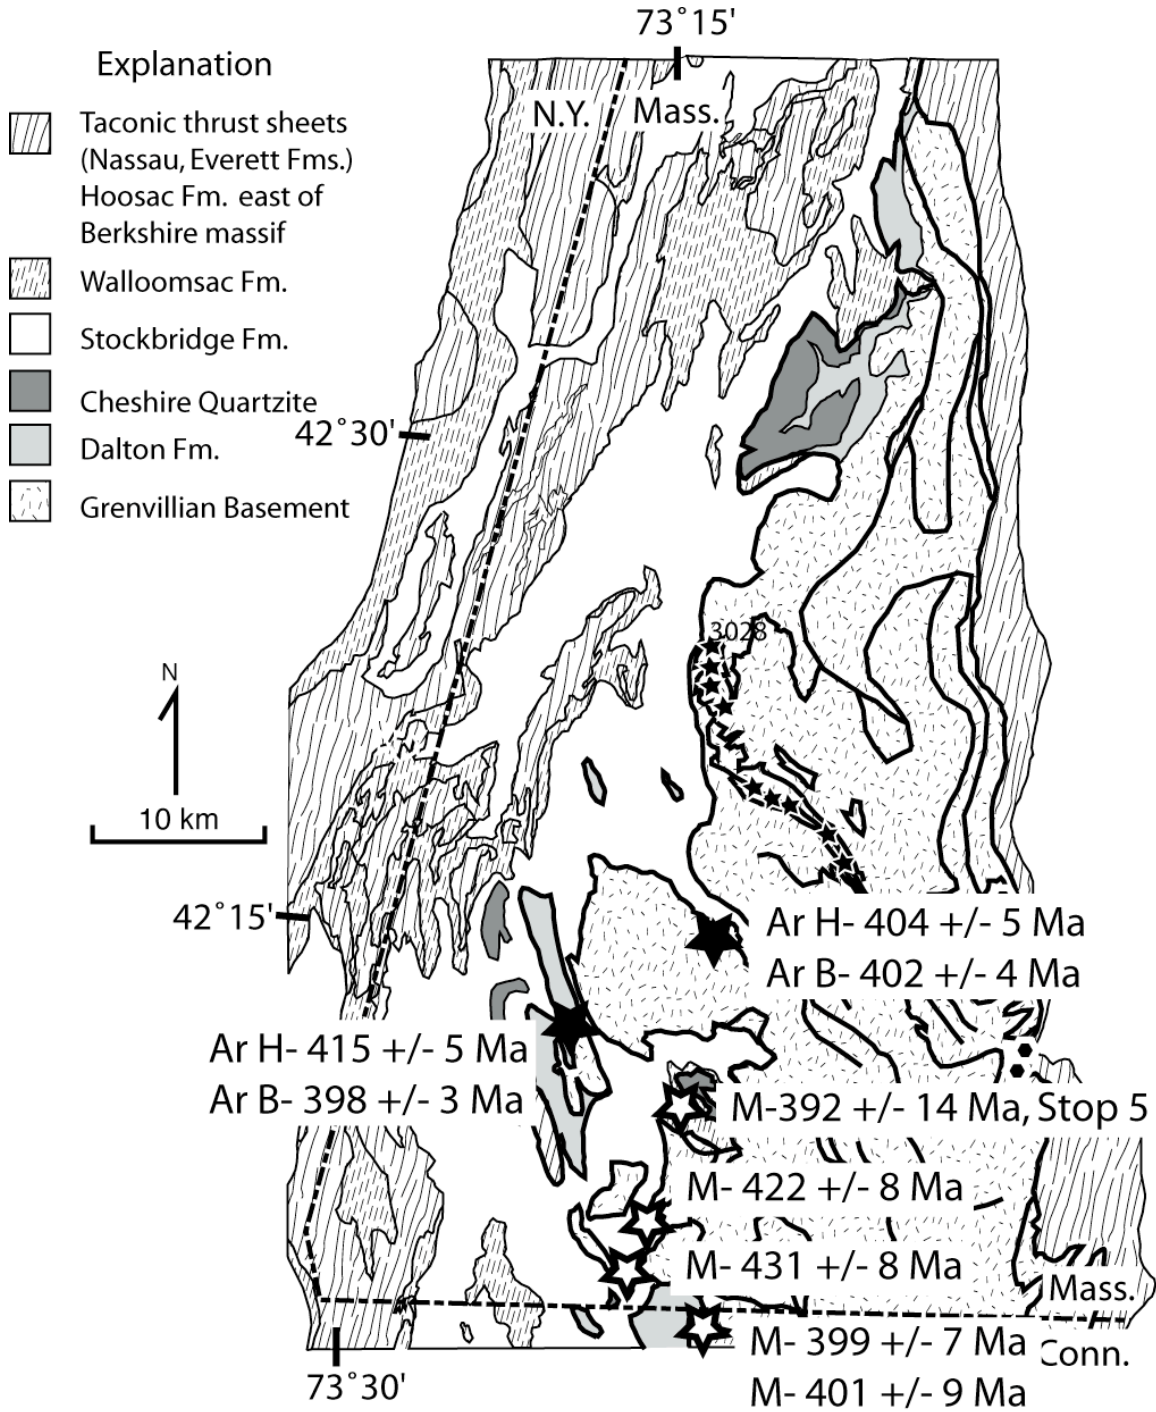 73˚15'
Explanation
N.Y. Mass.
Taconic thrust sheets
(Nassau, Everett Fms.)
Hoosac Fm. east of
Berkshire massif
Walloomsac Fm.
Stockbridge Fm.
Cheshire Quartzite
42˚30'
Dalton Fm.
Grenvillian Basement
3028
N
10 km
42˚15'
Ar H- 404 +/- 5 Ma
Ar B- 402 +/- 4 Ma
Ar H- 415 +/- 5 Ma
Ar B- 398 +/- 3 Ma
M-392 +/- 14 Ma, Stop 5
M- 422 +/- 8 Ma
M- 431 +/- 8 Ma
Mass.
M- 399 +/- 7 Ma
Conn.
73˚30'
M- 401 +/- 9 Ma